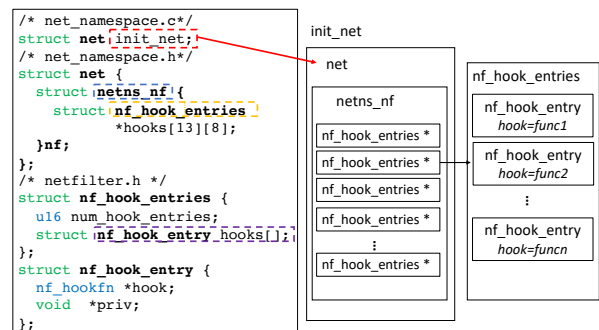 /* net_namespace.c*/
struct net init_net;
/* net_namespace.h*/
struct net {
struct netns_nf {
struct nf_hook_entries
*hooks[13][8];
}nf;
};
/* netfilter.h */
struct nf_hook_entries {
u16 num_hook_entries;
struct nf_hook_entry hooks[];
};
struct nf_hook_entry {
nf_hookfn *hook;
void *priv;
};
init_net
net
netns_nf
nf_hook_entries *
nf_hook_entries *
nf_hook_entries *
nf_hook_entries *
⋮
nf_hook_entries *
nf_hook_entries
nf_hook_entry
hook=func1
nf_hook_entry
hook=func2
⋮
nf_hook_entry
hook=funcn